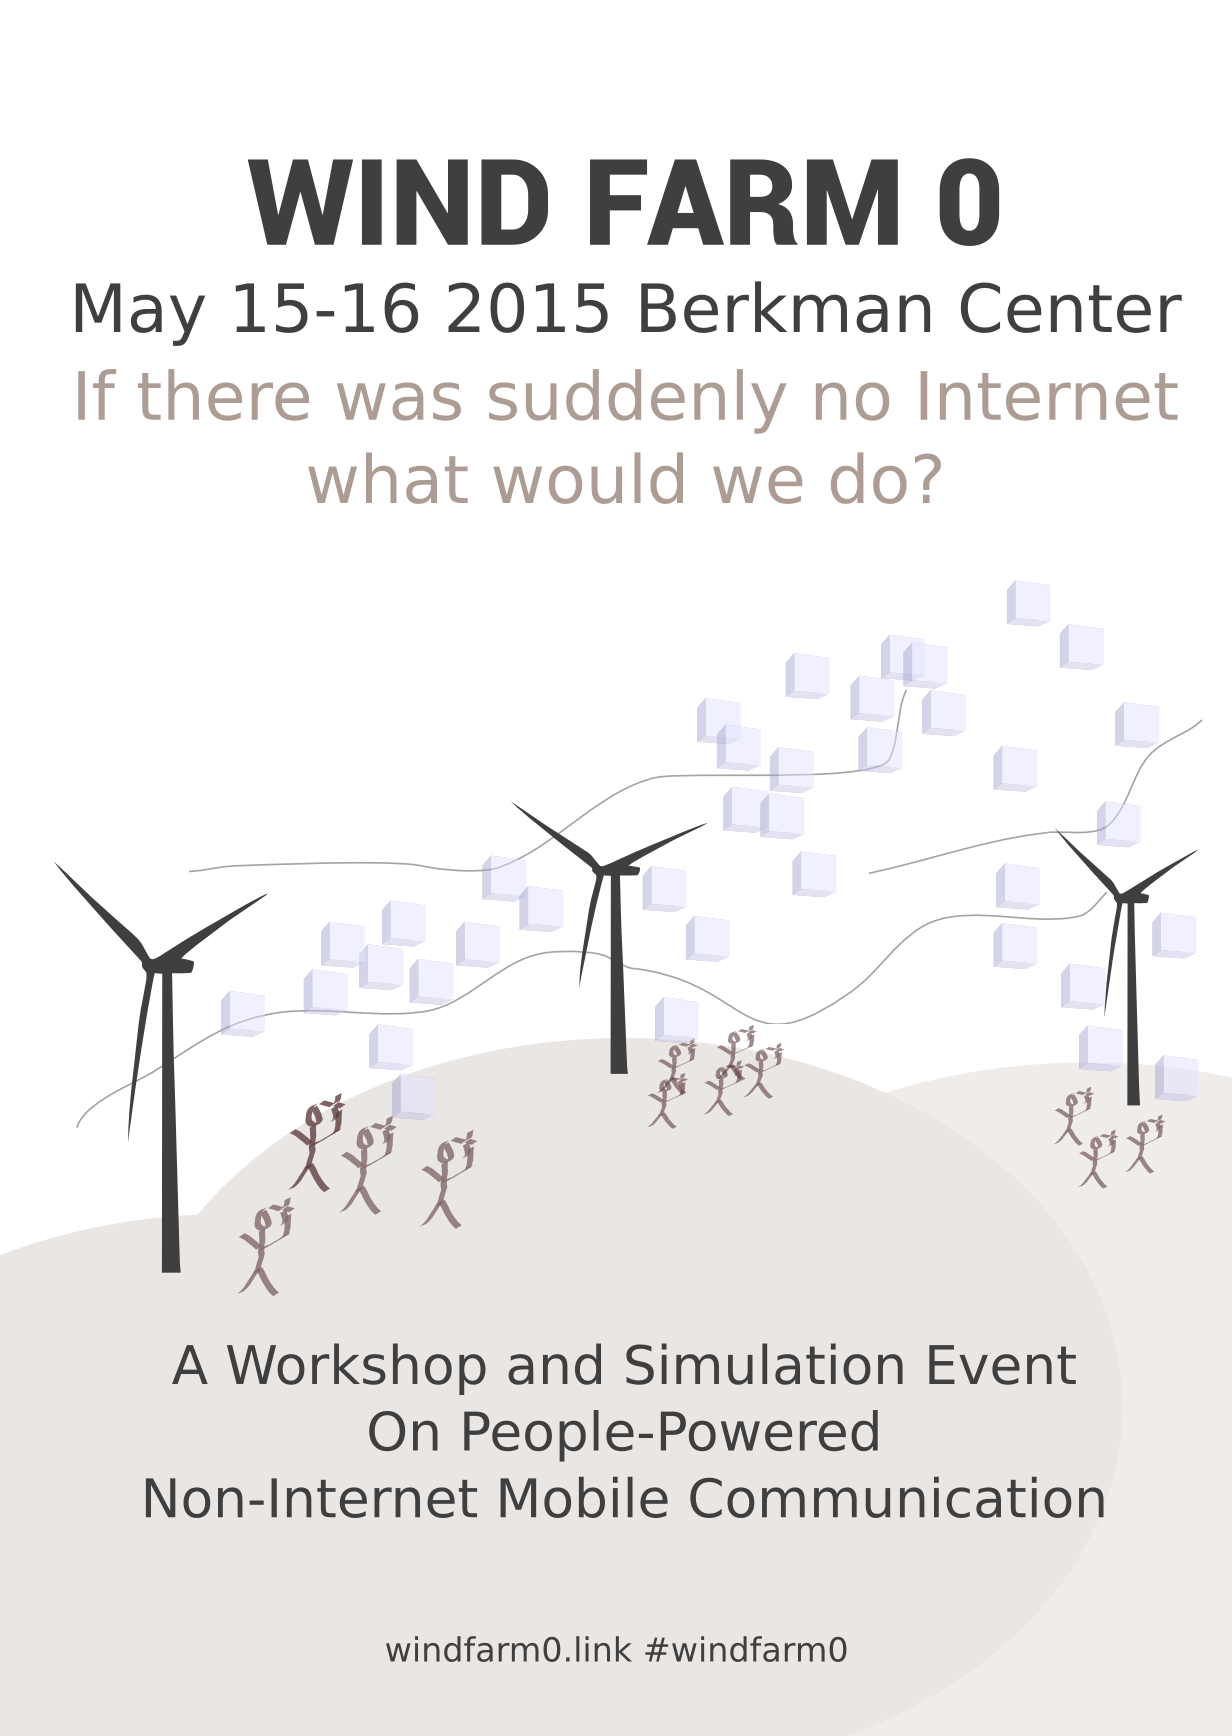 WIND FARM 0
May 15-16 2015 Berkman Center
If there was suddenly no Internet
what would we do?
A Workshop and Simulation Event
On People-Powered
Non-Internet Mobile Communication
windfarm0.link #windfarm0